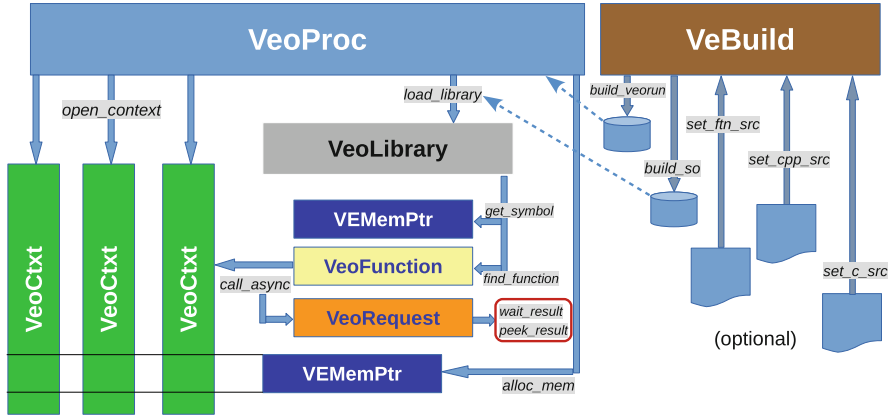 VeoProc
VeBuild
load_library
build_veorun
open_context
set_ftn_src
VeoLibrary
set_cpp_src
build_so
VEMemPtr
get_symbol
VeoCtxt
VeoCtxt
VeoCtxt
VeoFunction
call_async
find_function
set_c_src
VeoRequest
wait_result
peek_result
(optional)
VEMemPtr
alloc_mem